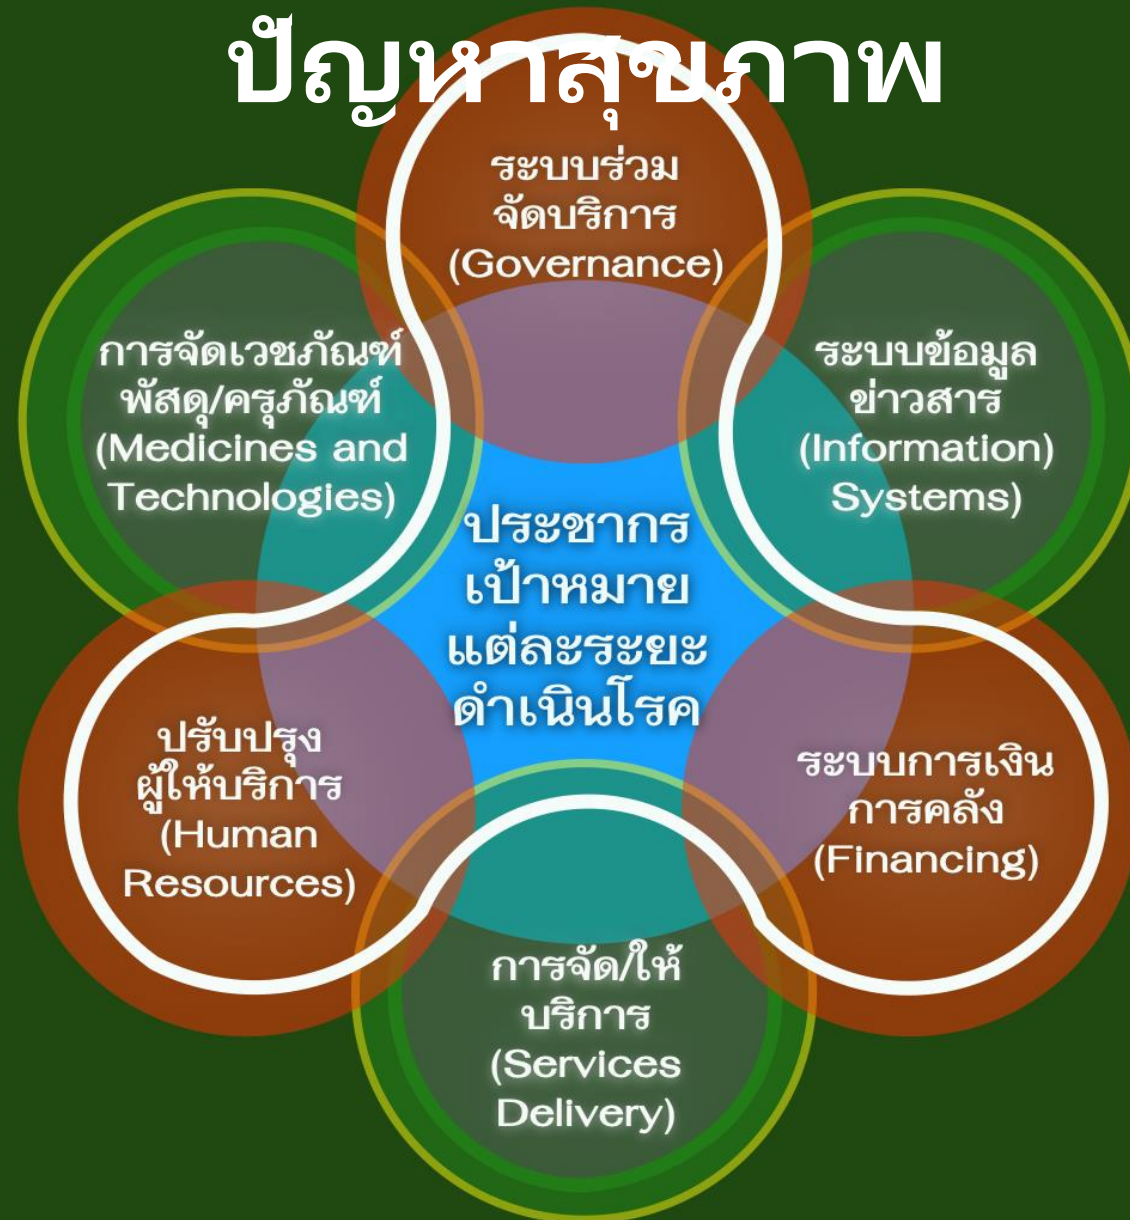 ปัญหาสุขภาพ
ระบบร่วม
จัดบริการ
(Governance)
การจัดเวชภัณฑ์
พัสดุ/ครุภัณฑ์
(Medicines and
Technologies)
ระบบข้อมูล
ข่าวสาร
(Information)
Systems)
ประชากร
เป้าหมาย
แต่ละระยะ
ดำเนินโรค
ปรับปรุง
ผู้ให้บริการ
(Human
Resources)
ระบบการเงิน
การคลัง
(Financing)
การจัด/ให้
บริการ
(Services
Delivery)